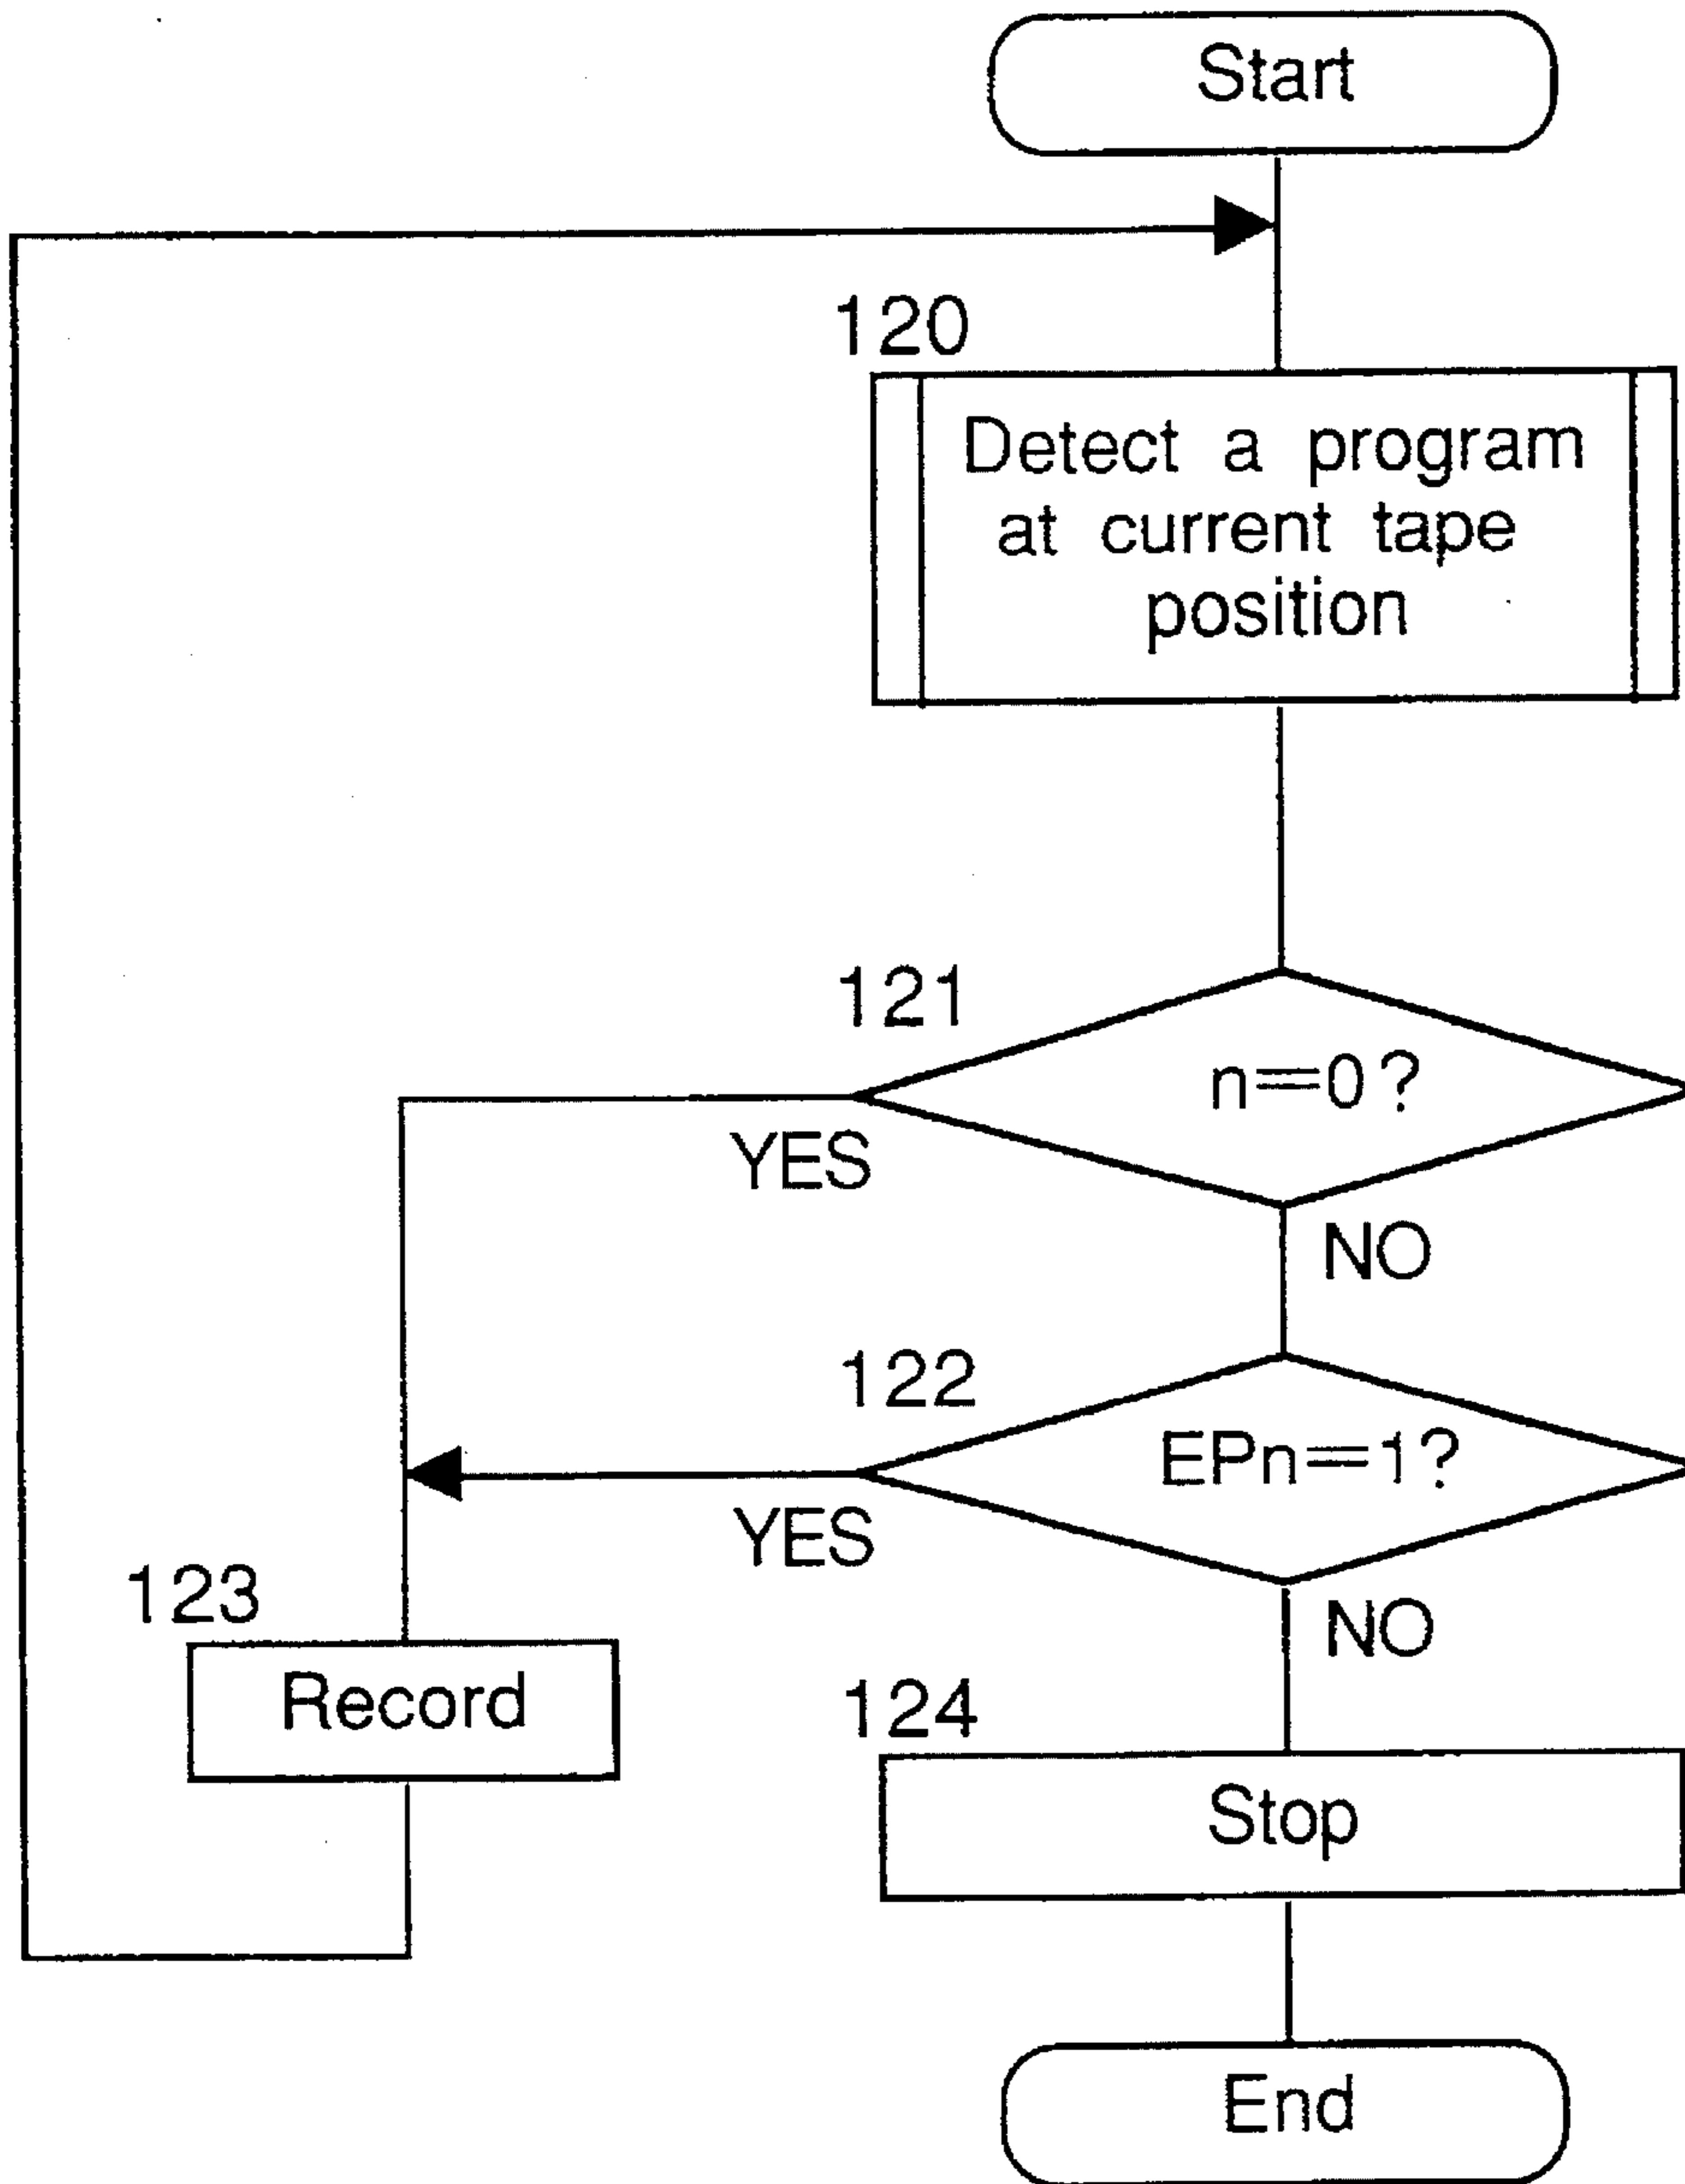 Start
120
Detect a program
at current tape
position
121
n==0?
YES
NO
122
EPn==1?
YES
NO
123
Record
124
Stop
End